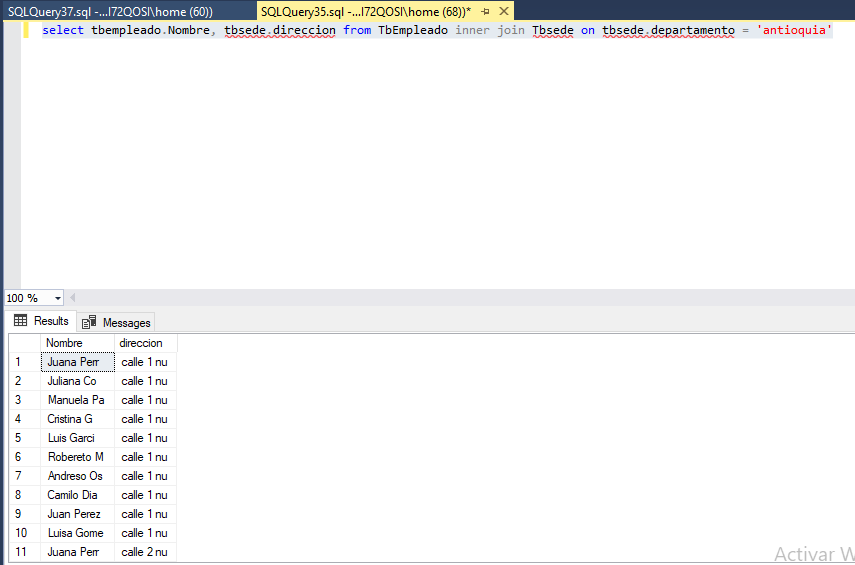 SQLQuery37.sql -...I72QOSI\home (60))
SQLQuery35.sql -...I72QOSI\home (68))*
select tbempleado.Nombre, tbsede.direccion from TbEmpleado inner join Tbsede on tbsede.departamento = 'antioquia'
100 %
Results Messages
Nombre direccion
1 Juana Perr calle 1 nu
2 Juliana Co calle 1 nu
3 Manuela Pa calle 1 nu
4 Cristina G calle 1 nu
5 Luis Garci calle 1 nu
6 Robereto M calle 1 nu
7 Andreso Os calle 1 nu
8 Camilo Dia calle 1 nu
9 Juan Perez calle 1 nu
10 Luisa Gome calle 1 nu
11 Juana Perr calle 2 nu
Activar W